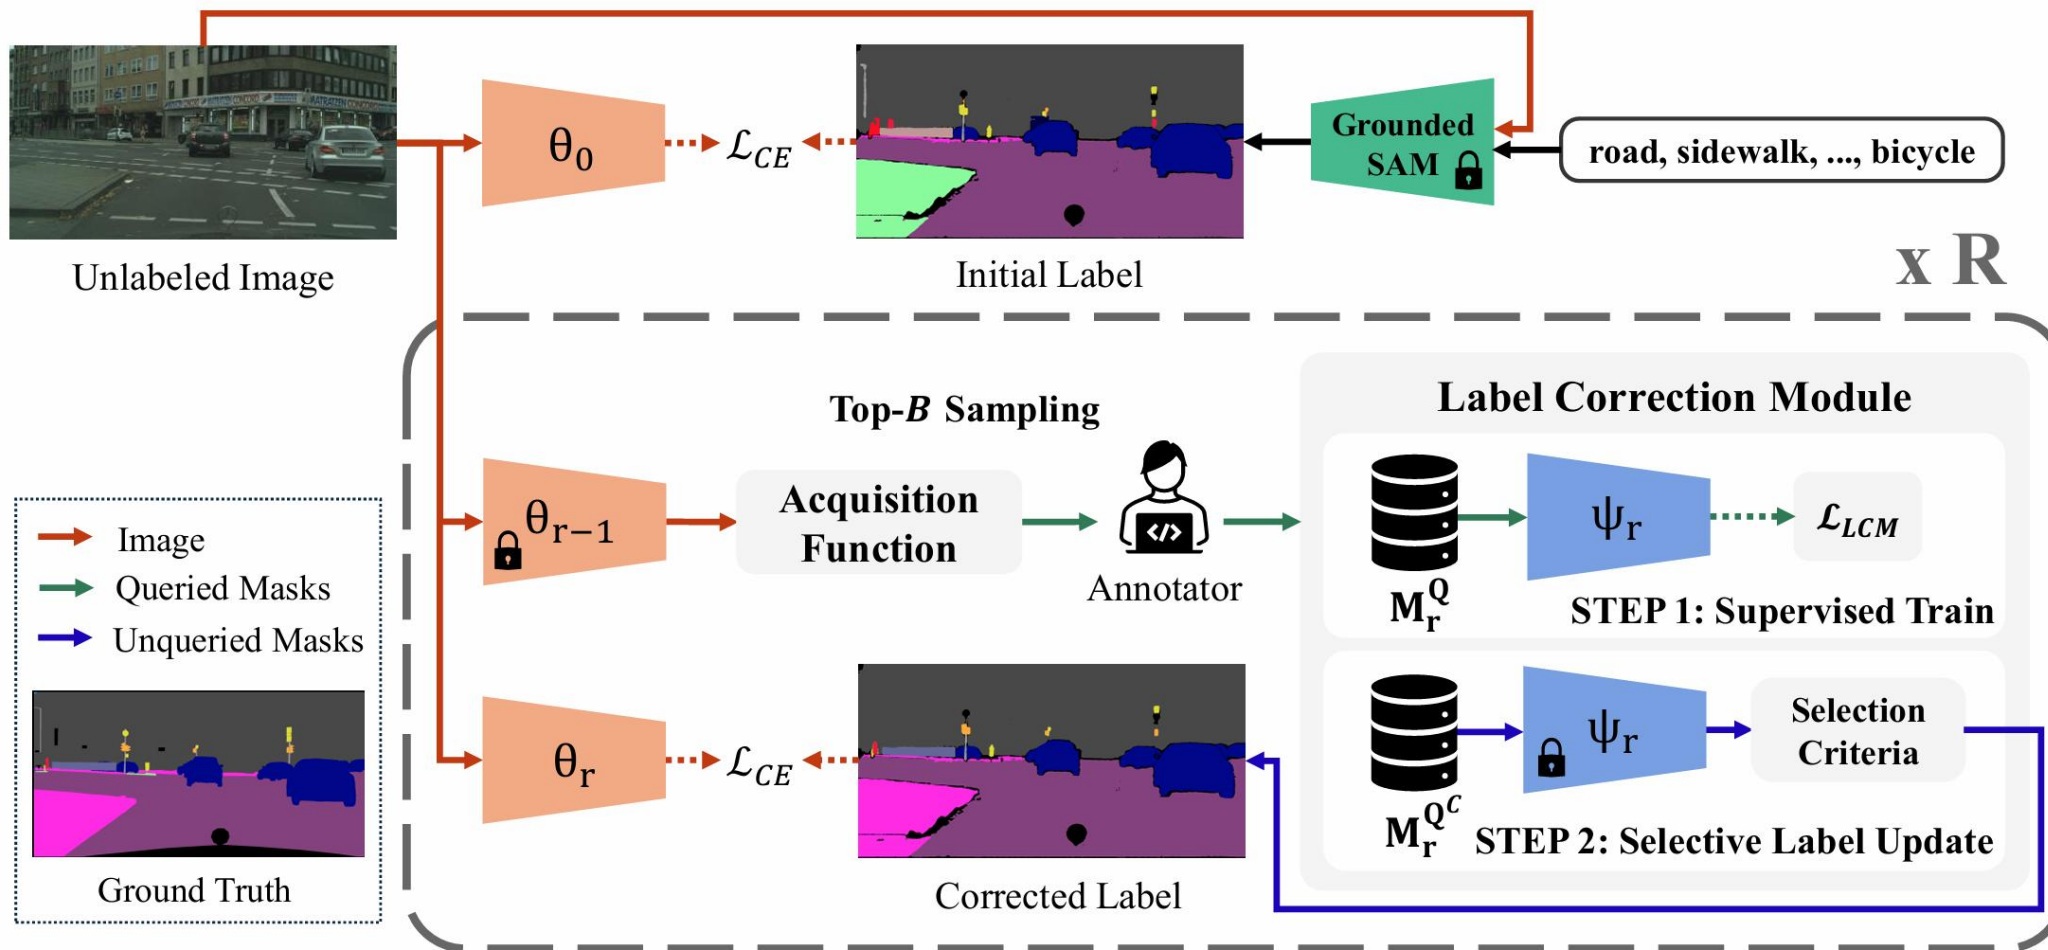 θ0
ℒCE
Grounded
SAM
road, sidewalk, ..., bicycle
Unlabeled Image
Initial Label
x R
Top-B Sampling
Label Correction Module
θr−1
Acquisition
Function
Annotator
M_r^Q
ψr
ℒLCM
STEP 1: Supervised Train
Image
Queried Masks
Unqueried Masks
Ground Truth
θr
ℒCE
Corrected Label
M_r^{Q^C}
ψr
Selection
Criteria
STEP 2: Selective Label Update